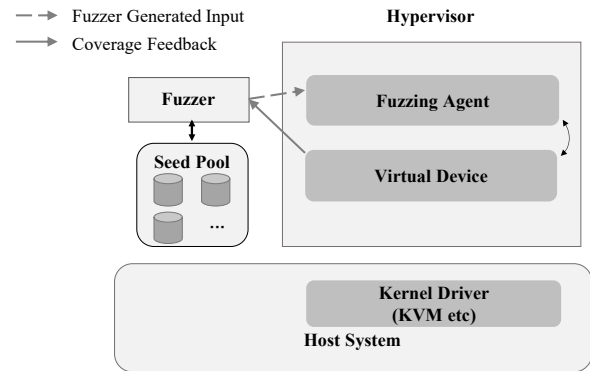 Fuzzer Generated Input
Coverage Feedback
Hypervisor
Fuzzer
Fuzzing Agent
Seed Pool
...
Virtual Device
Kernel Driver
(KVM etc)
Host System